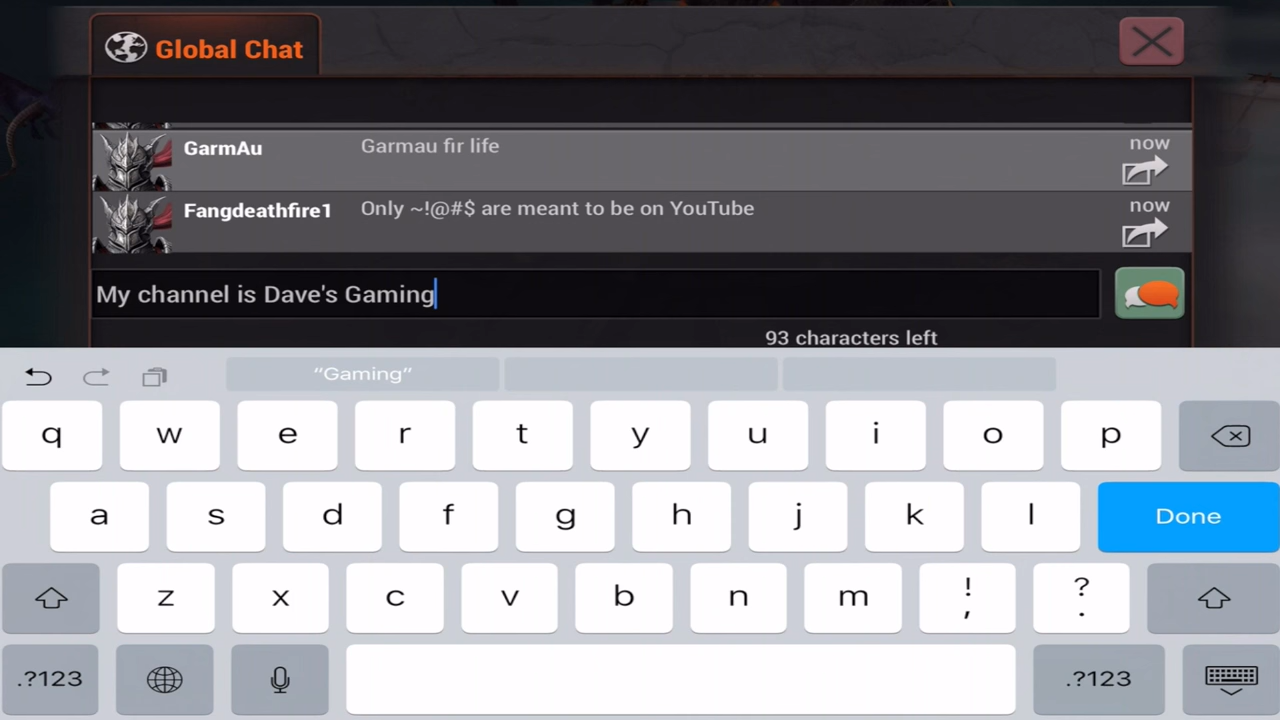 Global Chat
GarmAu Garmau fir life now
Fangdeathfire1 Only ~!@#$ are meant to be on YouTube now
My channel is Dave's Gaming
93 characters left
“Gaming”
q w e r t y u i o p
a s d f g h j k l Done
z x c v b n m ! , ? .
.?123 .?123